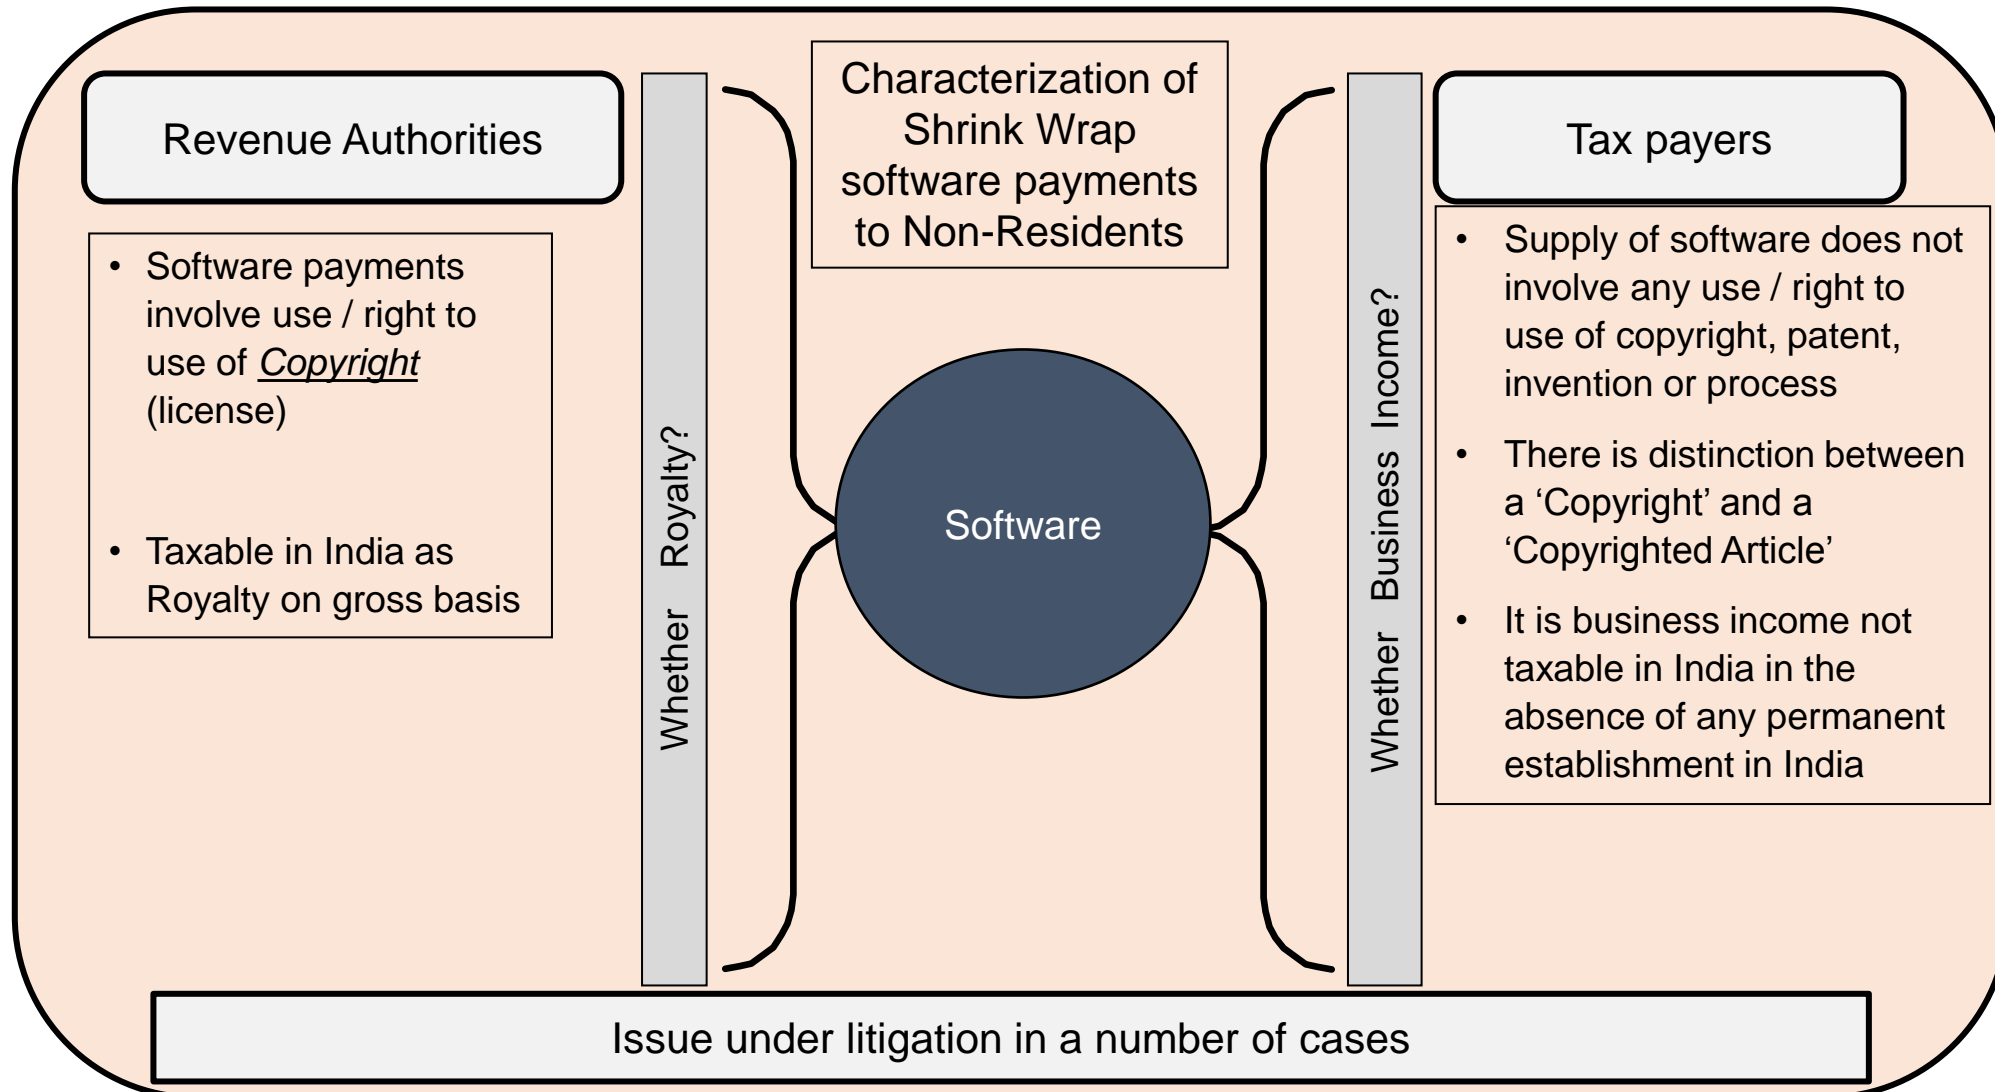 Characterization of
Shrink Wrap
software payments
to Non-Residents
Revenue Authorities
• Software payments
involve use / right to
use of Copyright
(license)
• Taxable in India as
Royalty on gross basis
Whether Royalty?
Software
Whether Business Income?
Tax payers
• Supply of software does not
involve any use / right to
use of copyright, patent,
invention or process
• There is distinction between
a ‘Copyright’ and a
‘Copyrighted Article’
• It is business income not
taxable in India in the
absence of any permanent
establishment in India
Issue under litigation in a number of cases